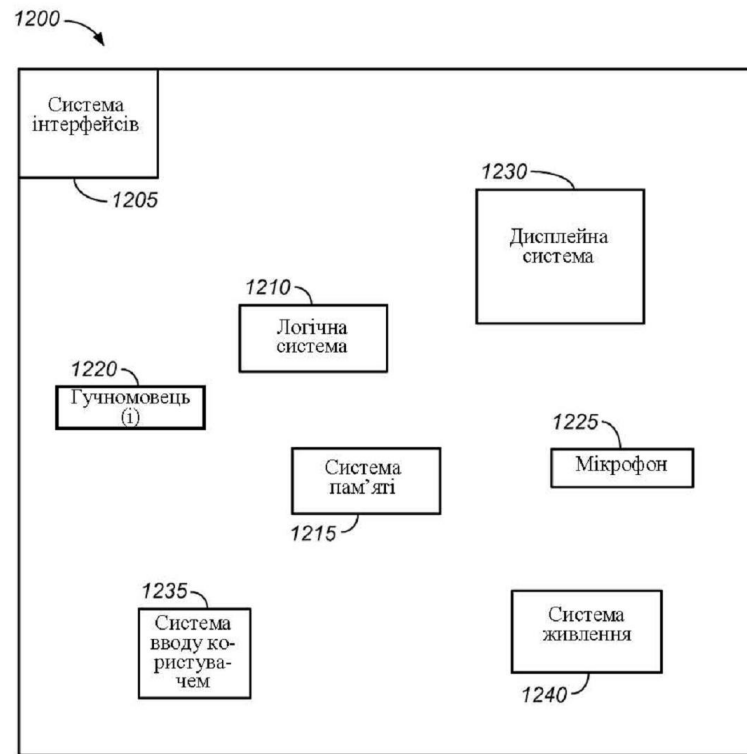 1200
Система
інтерфейсів
1205
1230
Дисплейна
система
1210
Логічна
система
1220
Гучномовець
(і)
1225
Мікрофон
Система
пам’яті
1215
1235
Система
вводу ко-
ристува-
чем
Система
живлення
1240